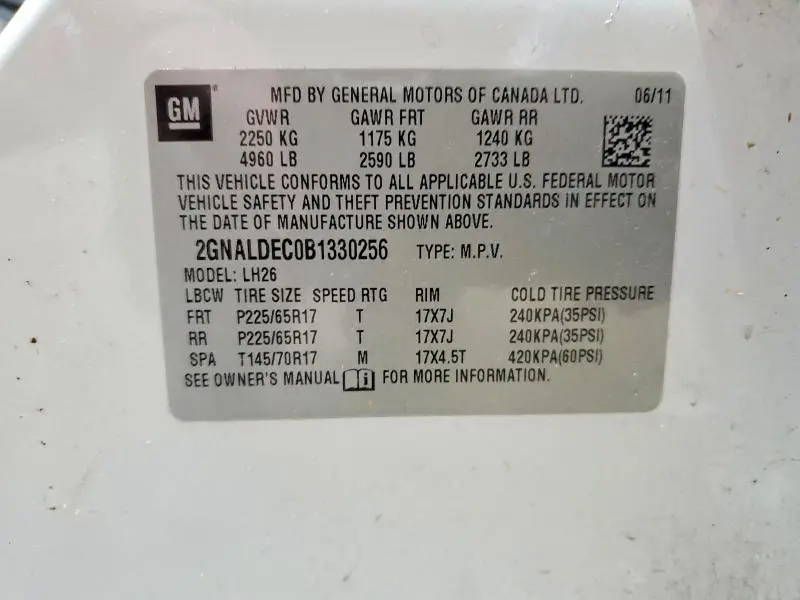 GM
MFD BY GENERAL MOTORS OF CANADA LTD. 06/11
GVWR GAWR FRT GAWR RR
2250 KG 1175 KG 1240 KG
4960 LB 2590 LB 2733 LB
THIS VEHICLE CONFORMS TO ALL APPLICABLE U.S. FEDERAL MOTOR
VEHICLE SAFETY AND THEFT PREVENTION STANDARDS IN EFFECT ON
THE DATE OF MANUFACTURE SHOWN ABOVE.
2GNALDEC0B1330256 TYPE: M.P.V.
MODEL: LH26
LBCW TIRE SIZE SPEED RTG RIM COLD TIRE PRESSURE
FRT P225/65R17 T 17X7J 240KPA(35PSI)
RR P225/65R17 T 17X7J 240KPA(35PSI)
SPA T145/70R17 M 17X4.5T 420KPA(60PSI)
SEE OWNER'S MANUAL i FOR MORE INFORMATION.